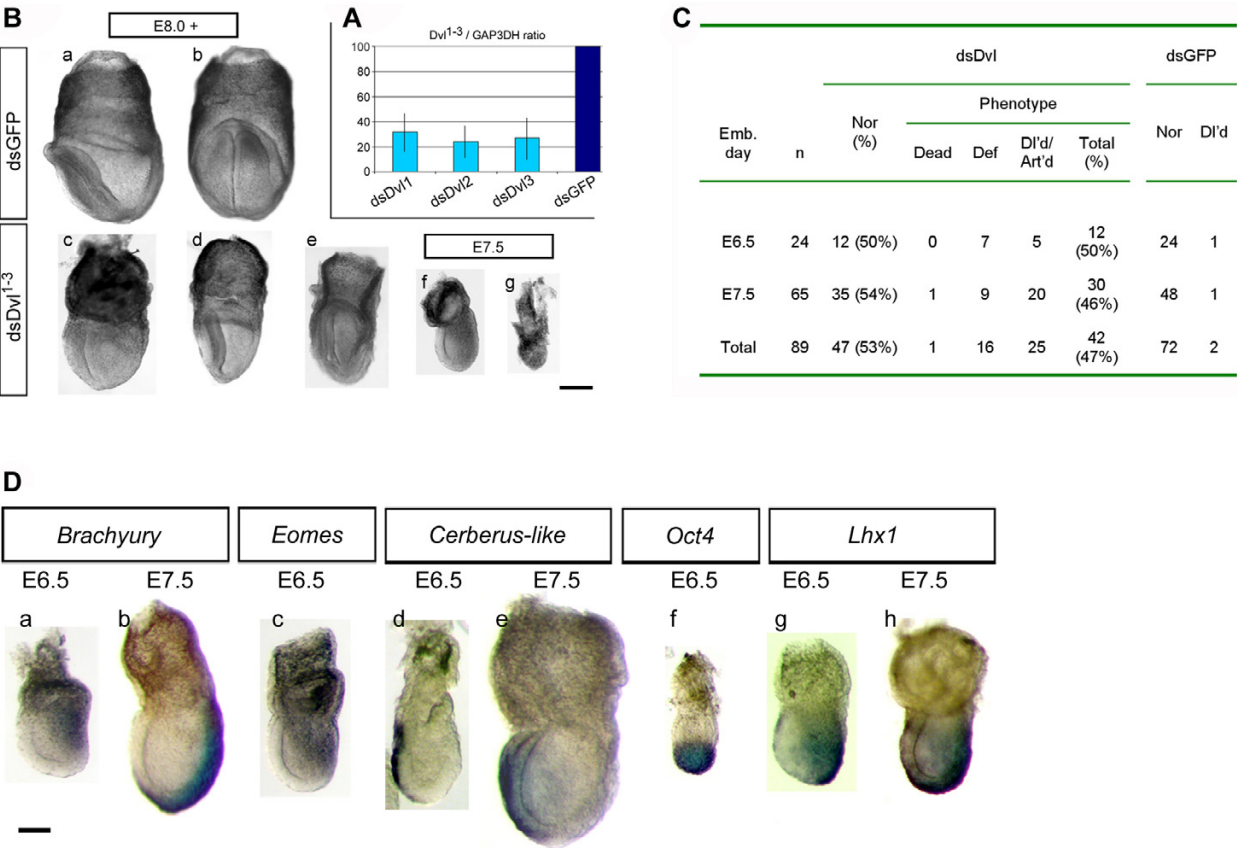 B
E8.0 +
a
b
dsGFP
dsDvl1-3
c
d
e
E7.5
f
g
A
Dvl1-3 / GAP3DH ratio
100
80
60
40
20
0
dsDvl1
dsDvl2
dsDvl3
dsGFP
C
dsDvl dsGFP
Phenotype
Emb. day n Nor (%) Dead Def Dl'd/ Art'd Total (%) Nor Dl'd
E6.5 24 12 (50%) 0 7 5 12 (50%) 24 1
E7.5 65 35 (54%) 1 9 20 30 (46%) 48 1
Total 89 47 (53%) 1 16 25 42 (47%) 72 2
D
Brachyury Eomes Cerberus-like Oct4 Lhx1
E6.5 E7.5 E6.5 E6.5 E7.5 E6.5 E6.5 E7.5
a b c d e f g h